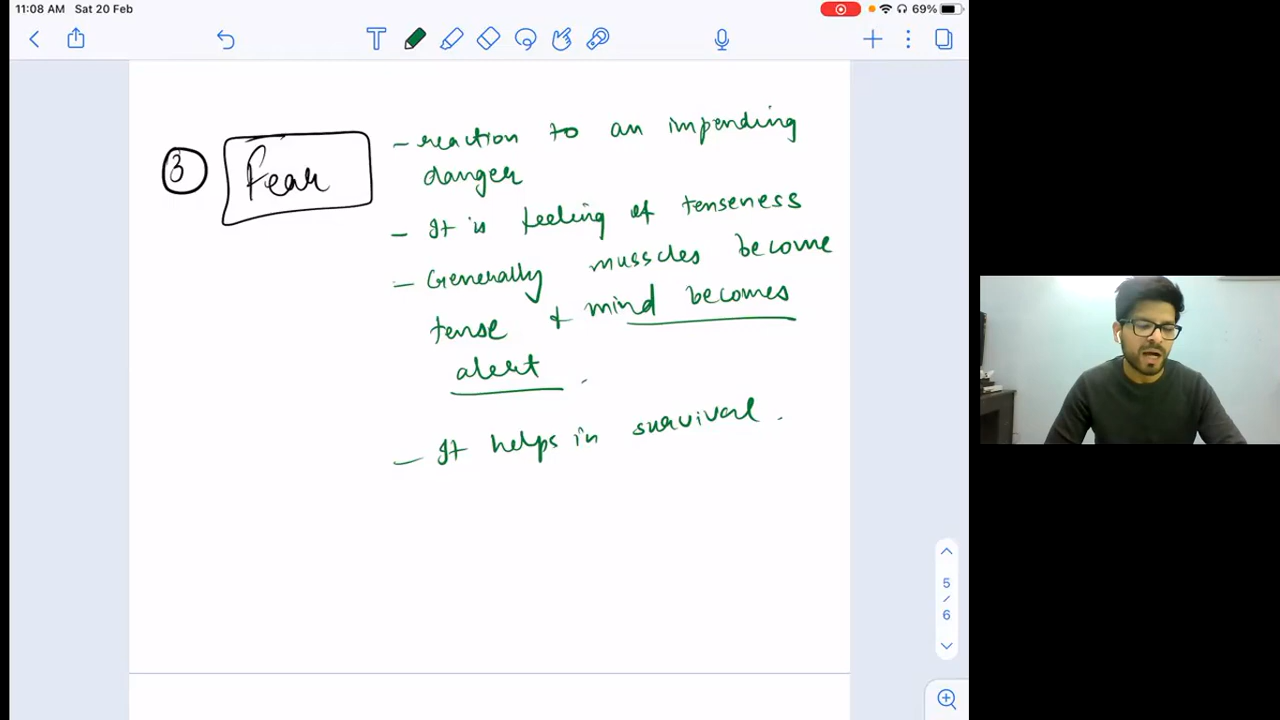 11:08 AM Sat 20 Feb
69%
3
Fear
- reaction to an impending
danger
- It is feeling of tenseness
- Generally muscles become
tense + mind becomes
alert
- It helps in survival.
5
/
6